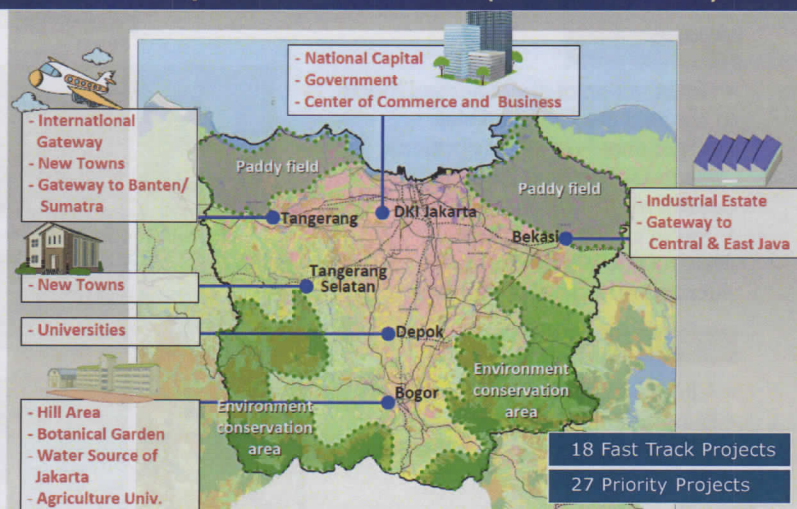 - National Capital
- Government
- Center of Commerce and Business
- International
Gateway
- New Towns
- Gateway to Banten/
Sumatra
Paddy field
Paddy field
- Industrial Estate
- Gateway to
Central & East Java
Tangerang
DKI Jakarta
Bekasi
- New Towns
Tangerang
Selatan
- Universities
Depok
Environment
conservation
area
Bogor
Environment
conservation
area
- Hill Area
- Botanical Garden
- Water Source of
Jakarta
- Agriculture Univ.
18 Fast Track Projects
27 Priority Projects